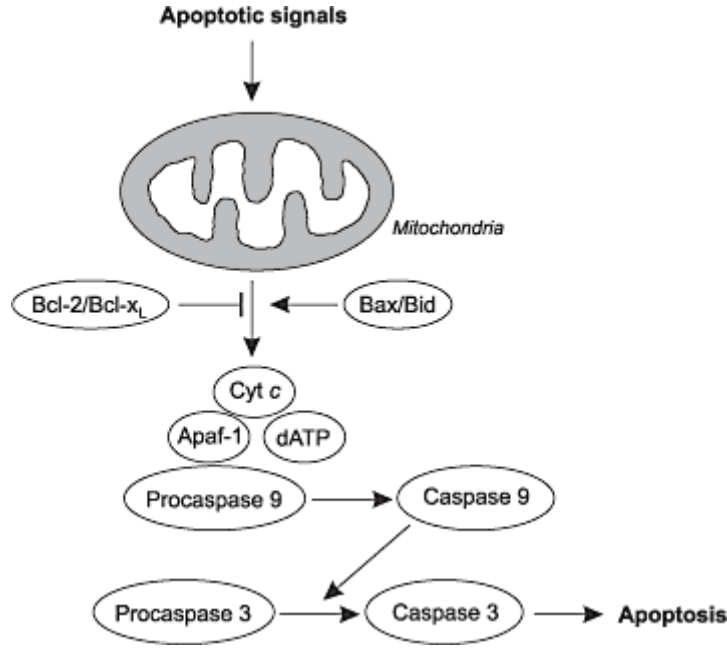 Apoptotic signals
Mitochondria
Bcl-2/Bcl-xL
Bax/Bid
Cyt c
Apaf-1
dATP
Procaspase 9
Caspase 9
Procaspase 3
Caspase 3
Apoptosis